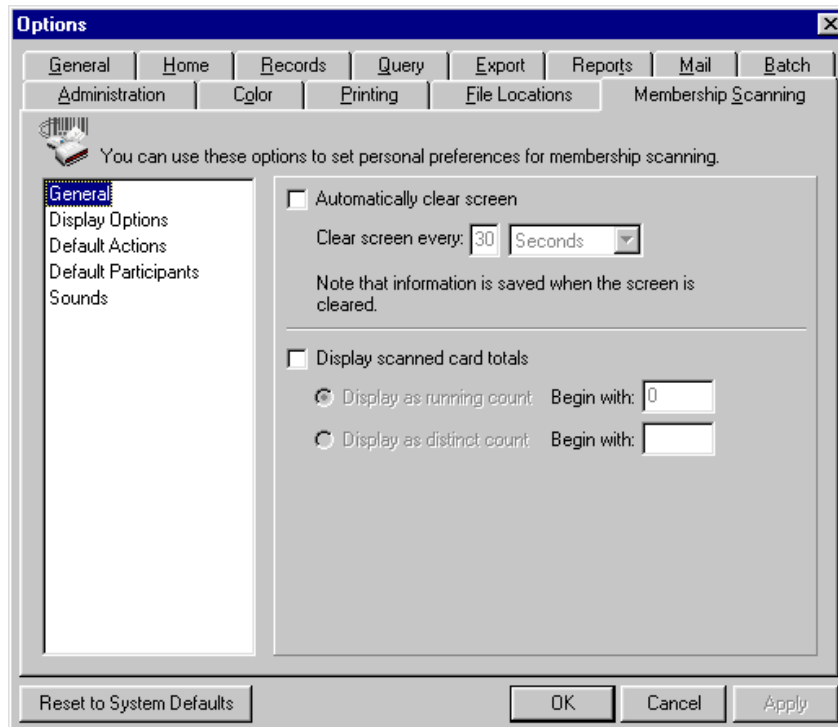 Options
General Home Records Query Export Reports Mail Batch
Administration Color Printing File Locations Membership Scanning
You can use these options to set personal preferences for membership scanning.
General
Display Options
Default Actions
Default Participants
Sounds
Automatically clear screen
Clear screen every: 30 Seconds
Note that information is saved when the screen is
cleared.
Display scanned card totals
Display as running count Begin with: 0
Display as distinct count Begin with:
Reset to System Defaults OK Cancel Apply